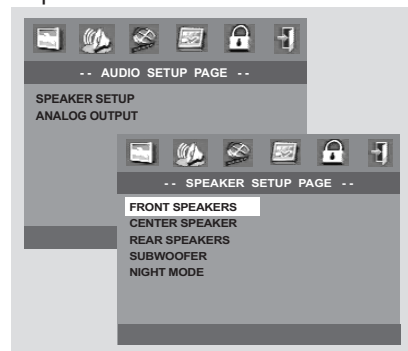 -- AUDIO SETUP PAGE --
SPEAKER SETUP
ANALOG OUTPUT
-- SPEAKER SETUP PAGE --
FRONT SPEAKERS
CENTER SPEAKER
REAR SPEAKERS
SUBWOOFER
NIGHT MODE